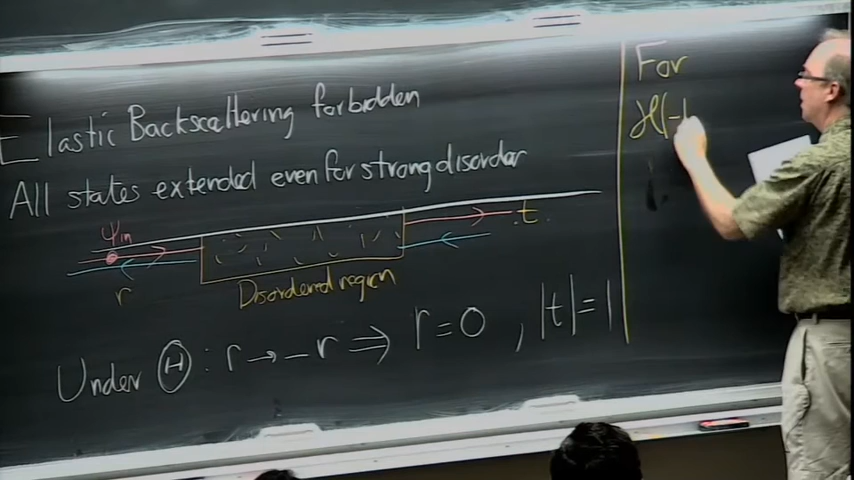 Elastic Backscattering forbidden
All states extended even for strong disorder
ψin
t
r
Disordered region
Under Θ : r → -r ⇒ r=0 , |t|=1
For
H(-k